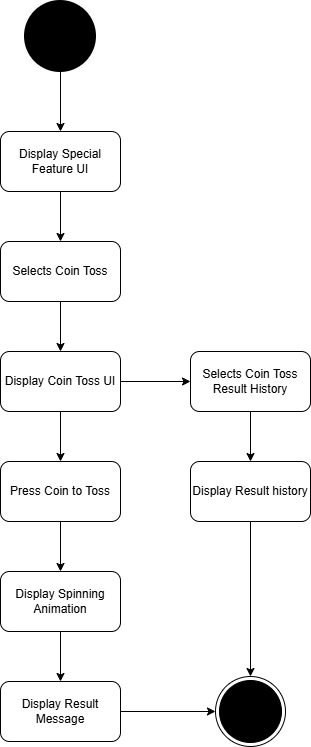 Display Special
Feature UI
Selects Coin Toss
Display Coin Toss UI
Selects Coin Toss
Result History
Press Coin to Toss
Display Result history
Display Spinning
Animation
Display Result
Message